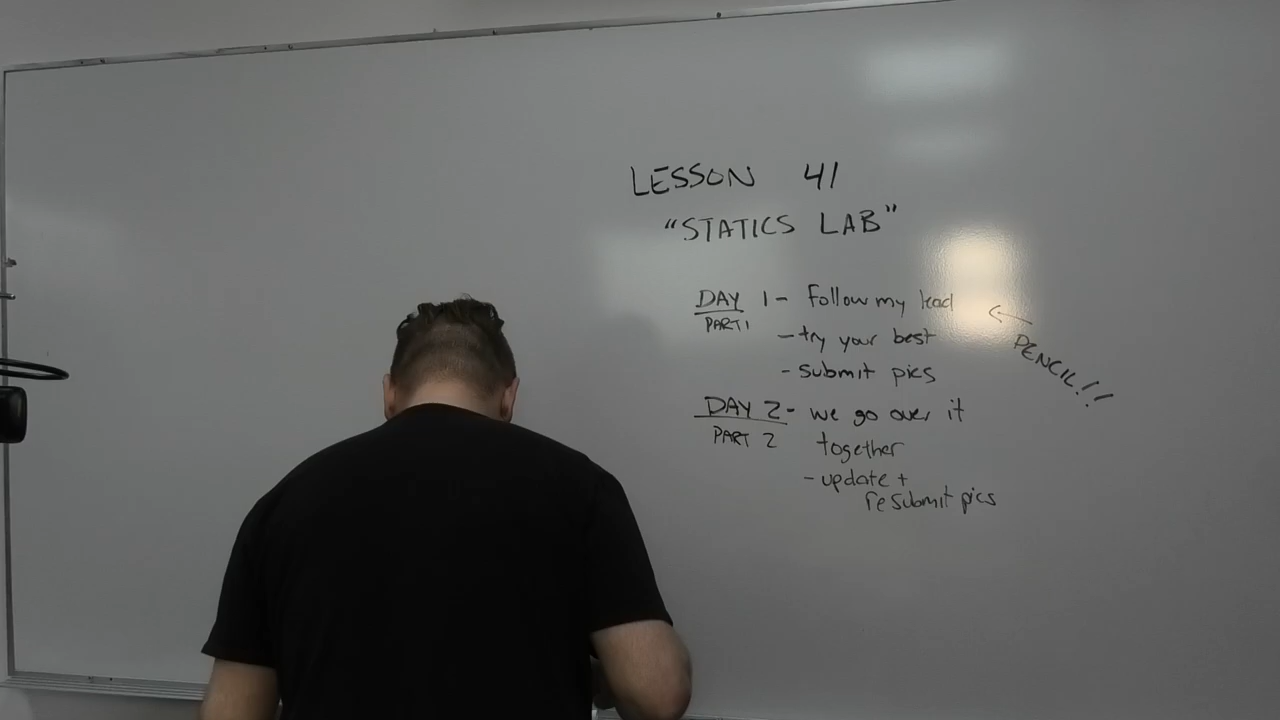 LESSON 41
"STATICS LAB"
DAY 1 - Follow my lead
PART 1
- try your best
- submit pics
PENCIL!!
DAY 2 - we go over it
PART 2 together
- update +
resubmit pics